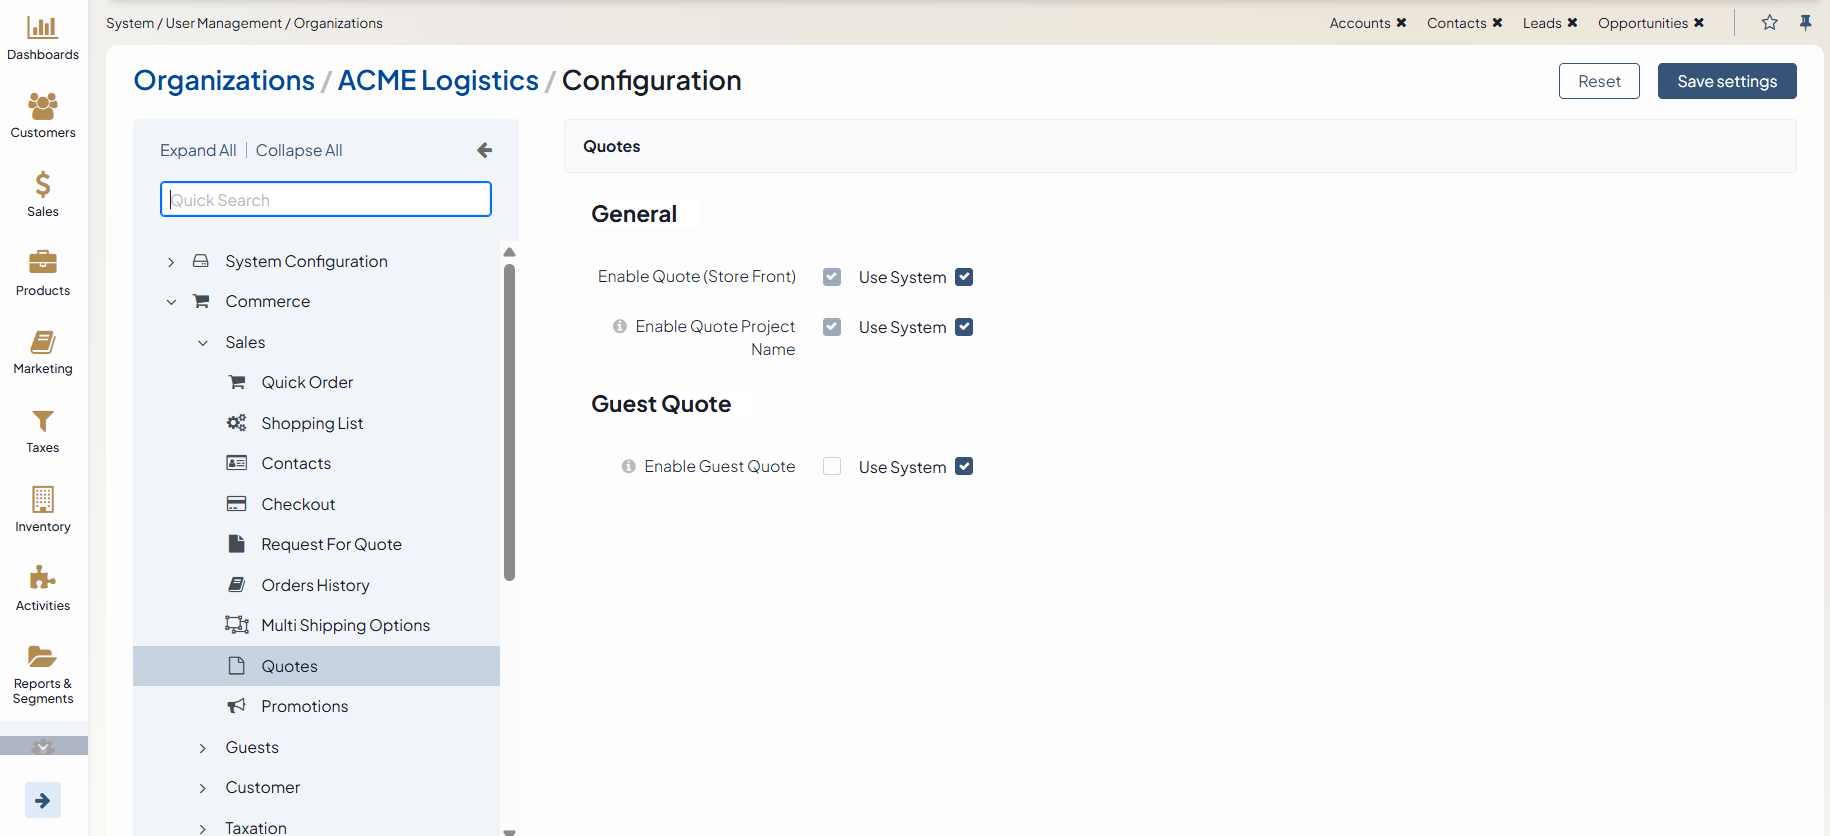 Dashboards
Customers
Sales
Products
Marketing
Taxes
Inventory
Activities
Reports &
Segments
System / User Management / Organizations
Accounts ✖ Contacts ✖ Leads ✖ Opportunities ✖
Organizations / ACME Logistics / Configuration
Reset
Save settings
Expand All | Collapse All
Quick Search
System Configuration
Commerce
Sales
Quick Order
Shopping List
Contacts
Checkout
Request For Quote
Orders History
Multi Shipping Options
Quotes
Promotions
Guests
Customer
Taxation
Quotes
General
Enable Quote (Store Front) Use System
Enable Quote Project Use System
Name
Guest Quote
Enable Guest Quote Use System